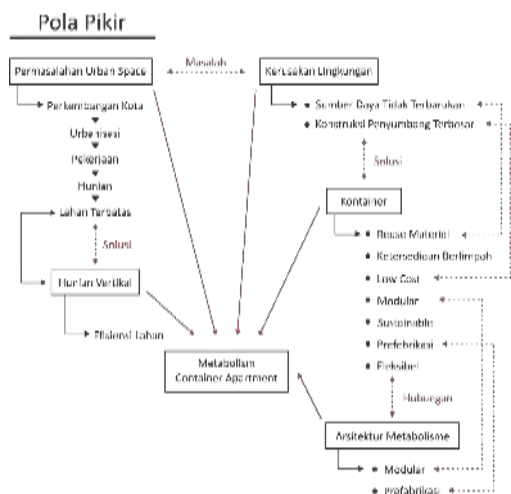 Pola Pikir
Masalah
Permasalahan Urban Space
Kerusakan Lingkungan
Perkembangan Kota
Urbanisasi
Pekerjaan
Hunian
Lahan Terbatas
Solusi
Hunian Vertikal
Efisiensi Lahan
Sumber Daya Tidak Terbarukan
Konstruksi Penyumbang Terbesar
Solusi
Kontainer
Reuse Material
Ketersediaan Berlimpah
Low Cost
Modular
Sustainable
Prefabrikasi
Fleksibel
Hubungan
Metabolism
Container Apartment
Arsitektur Metabolisme
Modular
Prefabrikasi